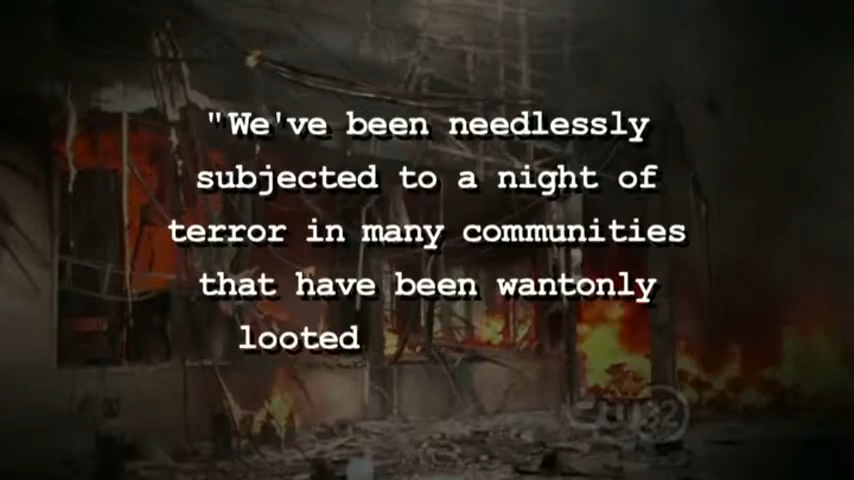 "We've been needlessly
subjected to a night of
terror in many communities
that have been wantonly
looted